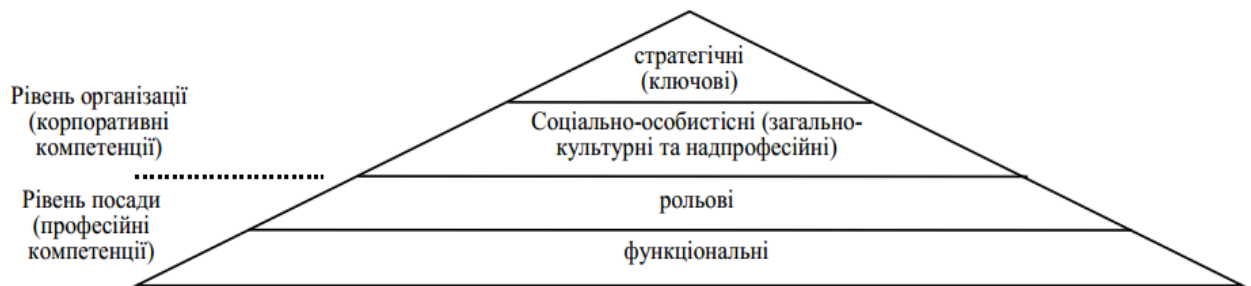 стратегічні
(ключові)
Рівень організації
(корпоративні
компетенції)
Соціально-особистісні (загально-
культурні та надпрофесійні)
Рівень посади
(професійні
компетенції)
рольові
функціональні